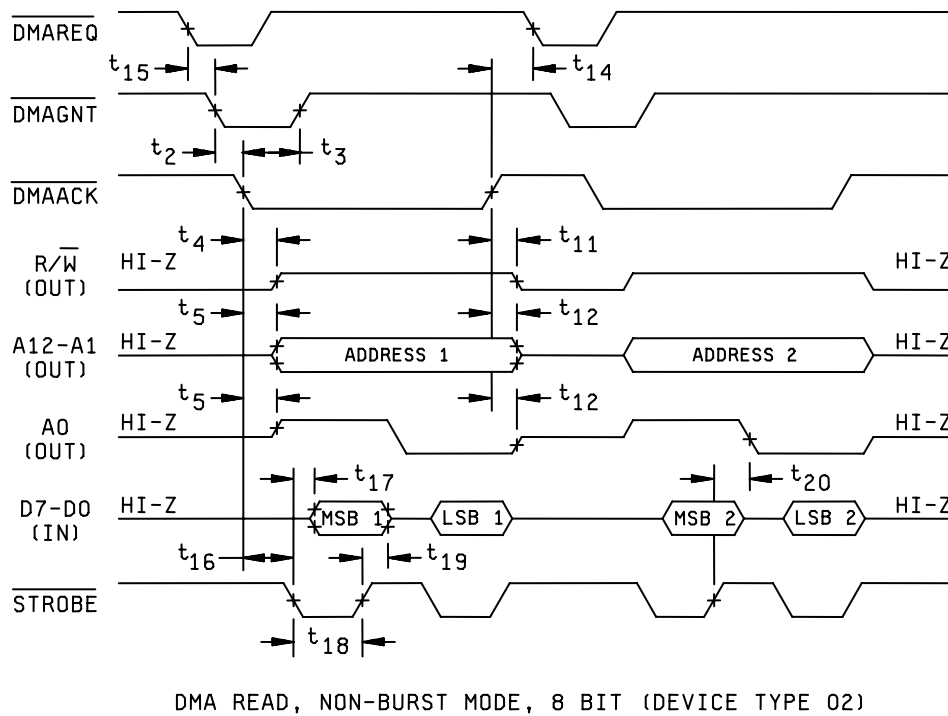 DMAREQ
t15 t14
DMAGNT
t2 t3
DMAACK
t4 t11
R/W HI-Z HI-Z
(OUT)
t5 t12
A12-A1 HI-Z ADDRESS 1 ADDRESS 2 HI-Z
(OUT)
t5 t12
A0 HI-Z HI-Z
(OUT)
t17 t20
D7-D0 HI-Z MSB 1 LSB 1 MSB 2 LSB 2 HI-Z
(IN)
t16 t19
STROBE
t18
DMA READ, NON-BURST MODE, 8 BIT (DEVICE TYPE 02)